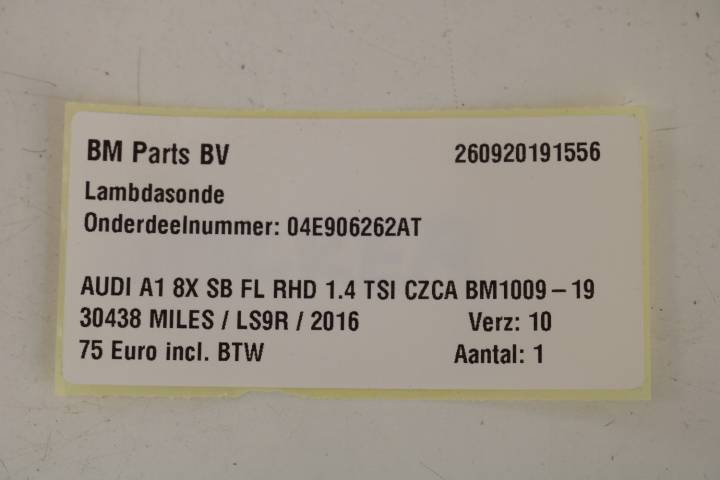 BM Parts BV 260920191556
Lambdasonde
Onderdeelnummer: 04E906262AT
AUDI A1 8X SB FL RHD 1.4 TSI CZCA BM1009-19
30438 MILES / LS9R / 2016 Verz: 10
75 Euro incl. BTW Aantal: 1